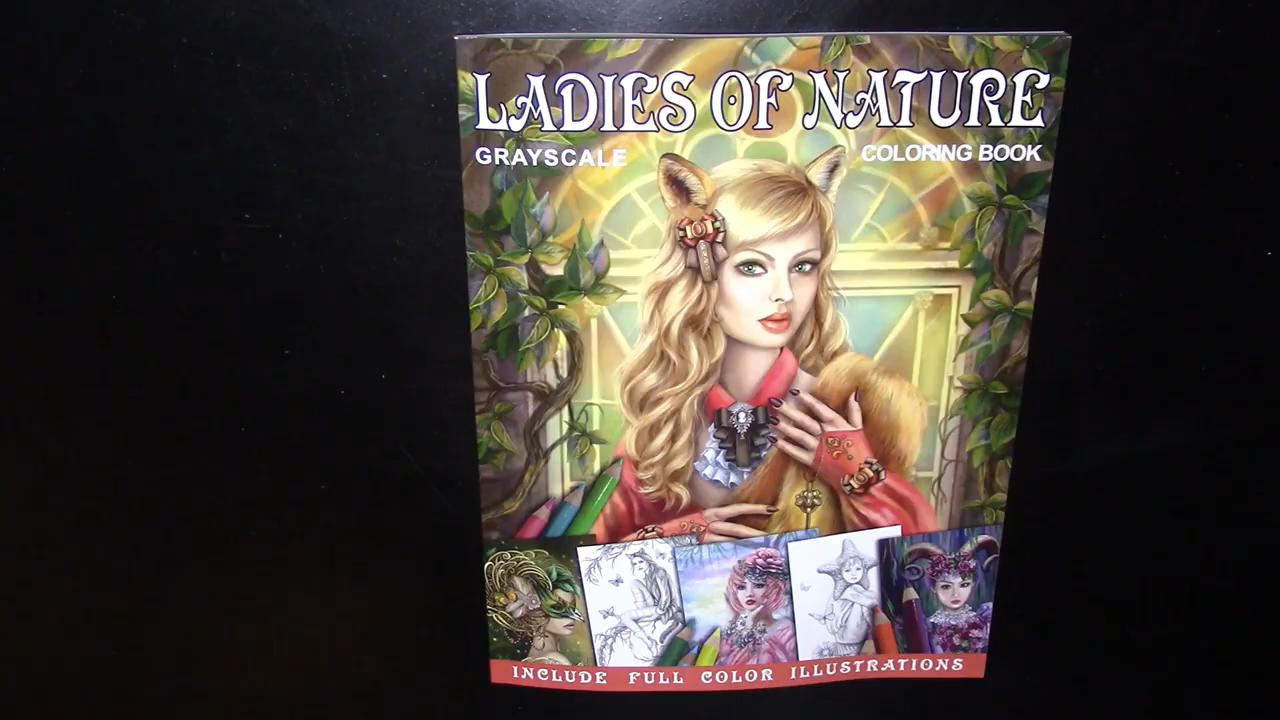 LADIES OF NATURE
GRAYSCALE
COLORING BOOK
INCLUDE FULL COLOR ILLUSTRATIONS